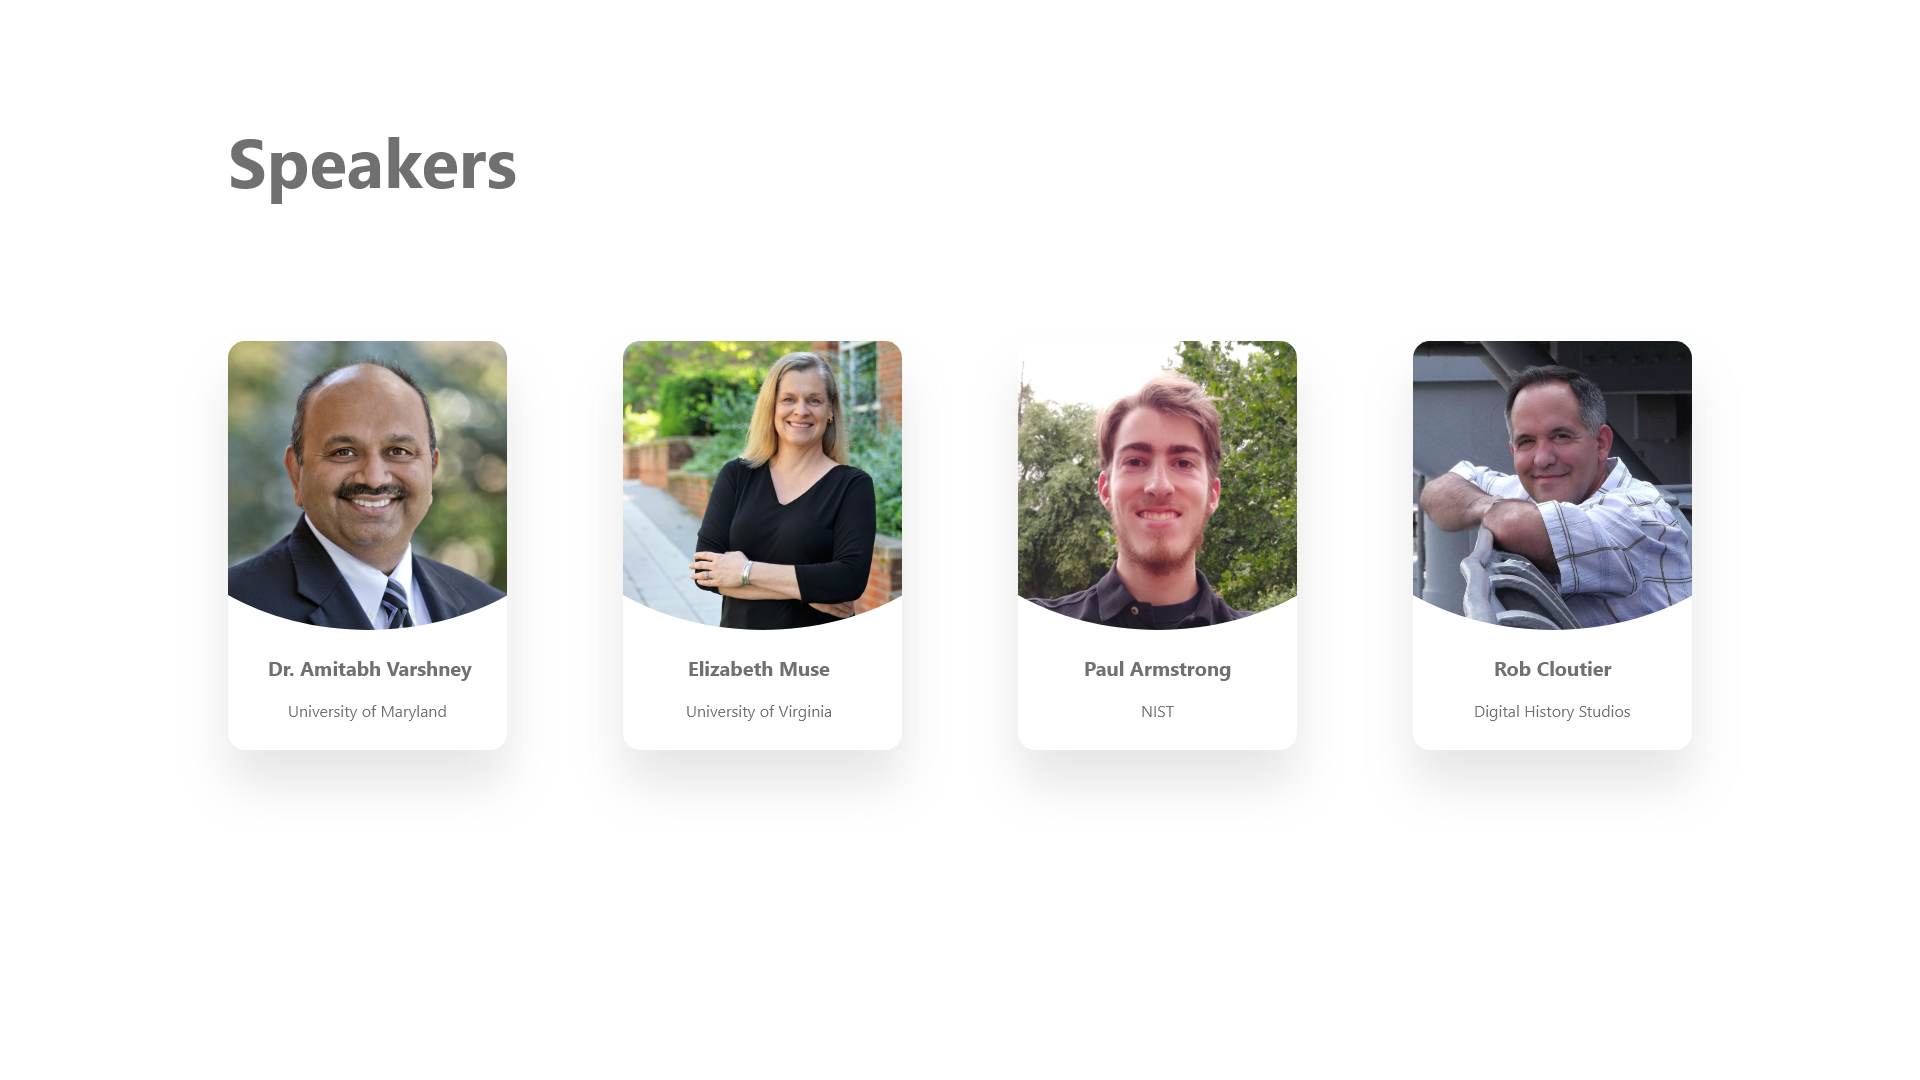 Speakers
Dr. Amitabh Varshney
University of Maryland
Elizabeth Muse
University of Virginia
Paul Armstrong
NIST
Rob Cloutier
Digital History Studios